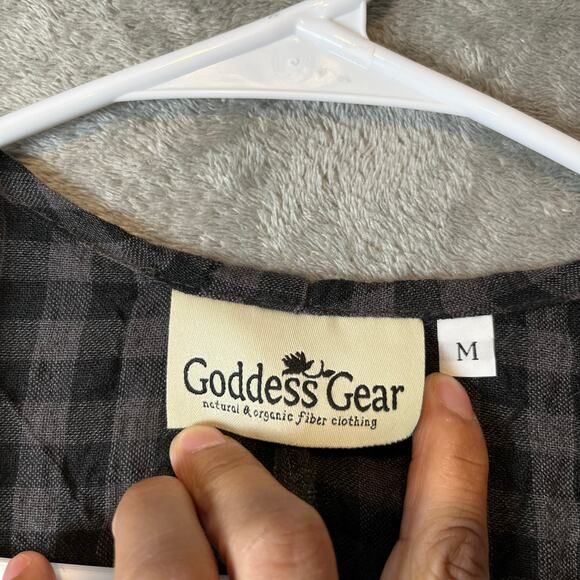 Goddess Gear
natural & organic fiber clothing
M